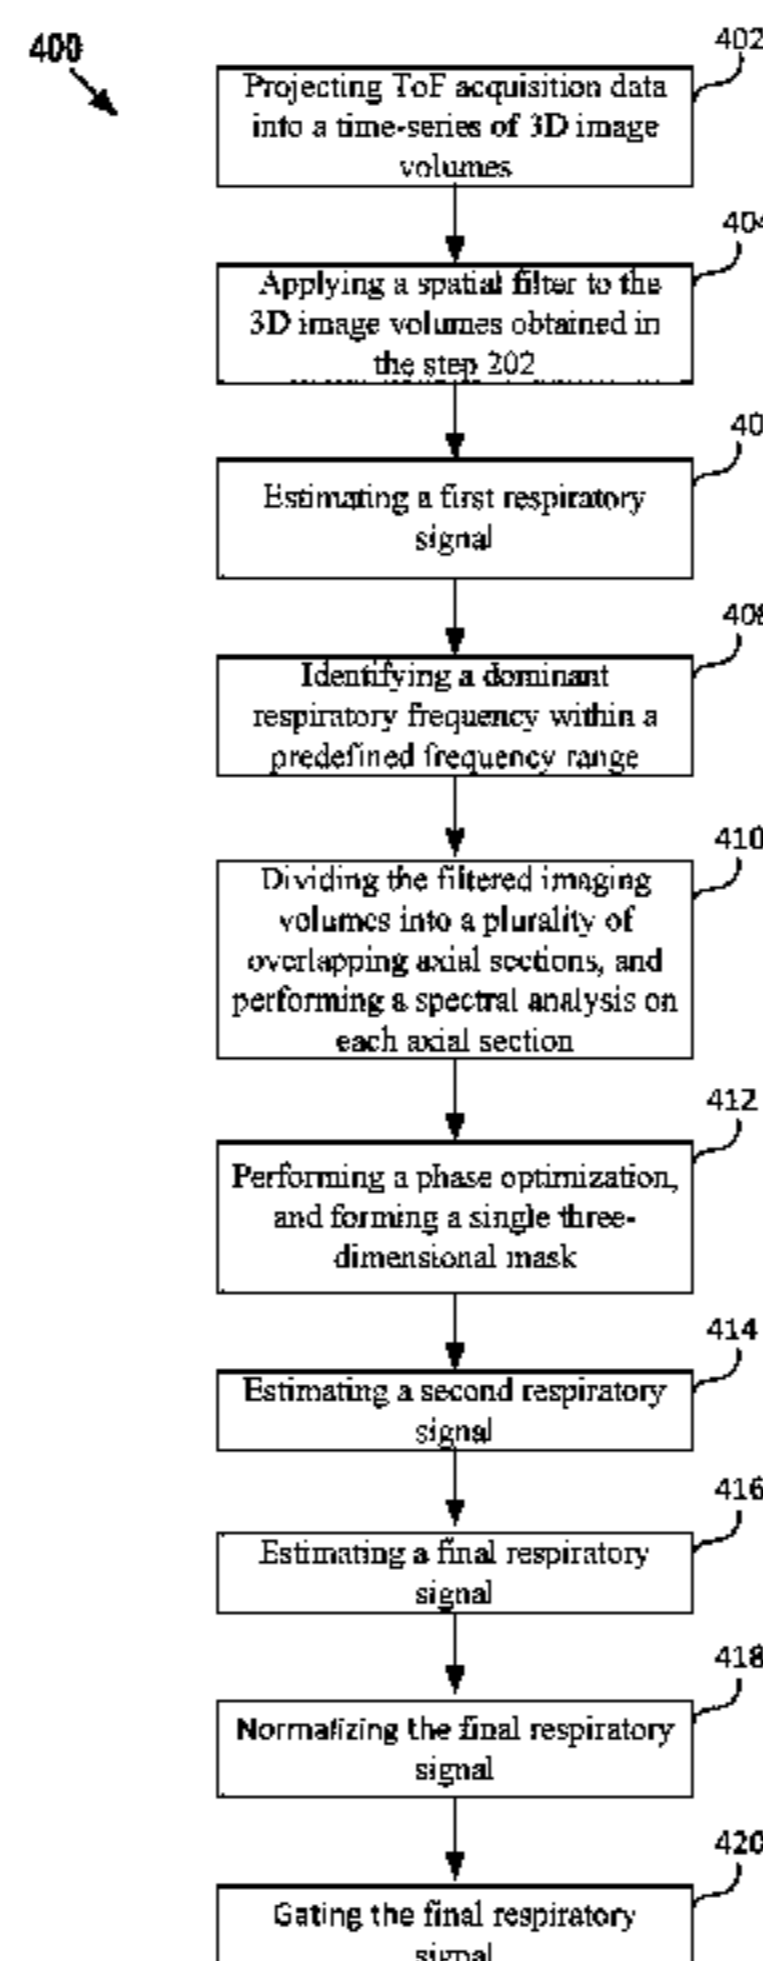 400
402
Projecting ToF acquisition data
into a time-series of 3D image
volumes
404
Applying a spatial filter to the
3D image volumes obtained in
the step 202
40
Estimating a first respiratory
signal
408
Identifying a dominant
respiratory frequency within a
predefined frequency range
410
Dividing the filtered imaging
volumes into a plurality of
overlapping axial sections, and
performing a spectral analysis on
each axial section
412
Performing a phase optimization,
and forming a single three-
dimensional mask
414
Estimating a second respiratory
signal
416
Estimating a final respiratory
signal
418
Normalizing the final respiratory
signal
420
Gating the final respiratory
signal